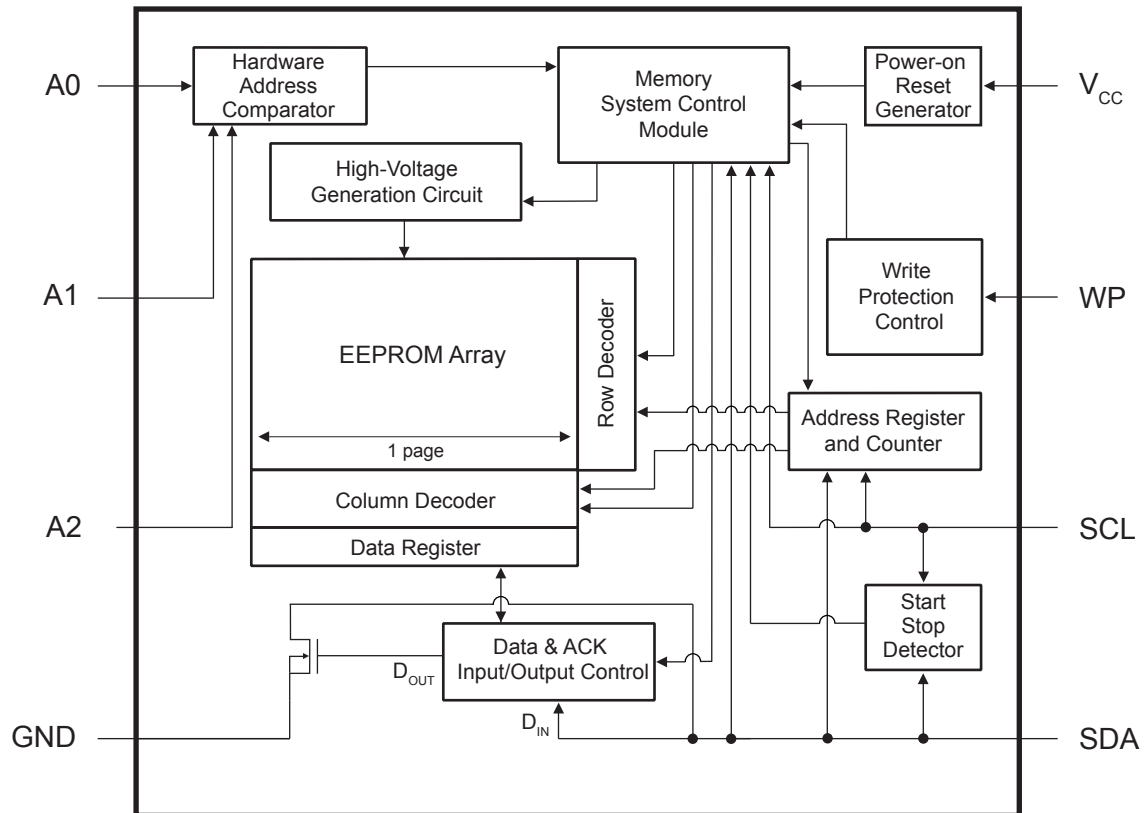 A0
Hardware
Address
Comparator
Memory
System Control
Module
Power-on
Reset
Generator
VCC
High-Voltage
Generation Circuit
A1
EEPROM Array
Row Decoder
1 page
Write
Protection
Control
WP
Address Register
and Counter
A2
Column Decoder
Data Register
SCL
Start
Stop
Detector
DOUT
Data & ACK
Input/Output Control
DIN
GND
SDA